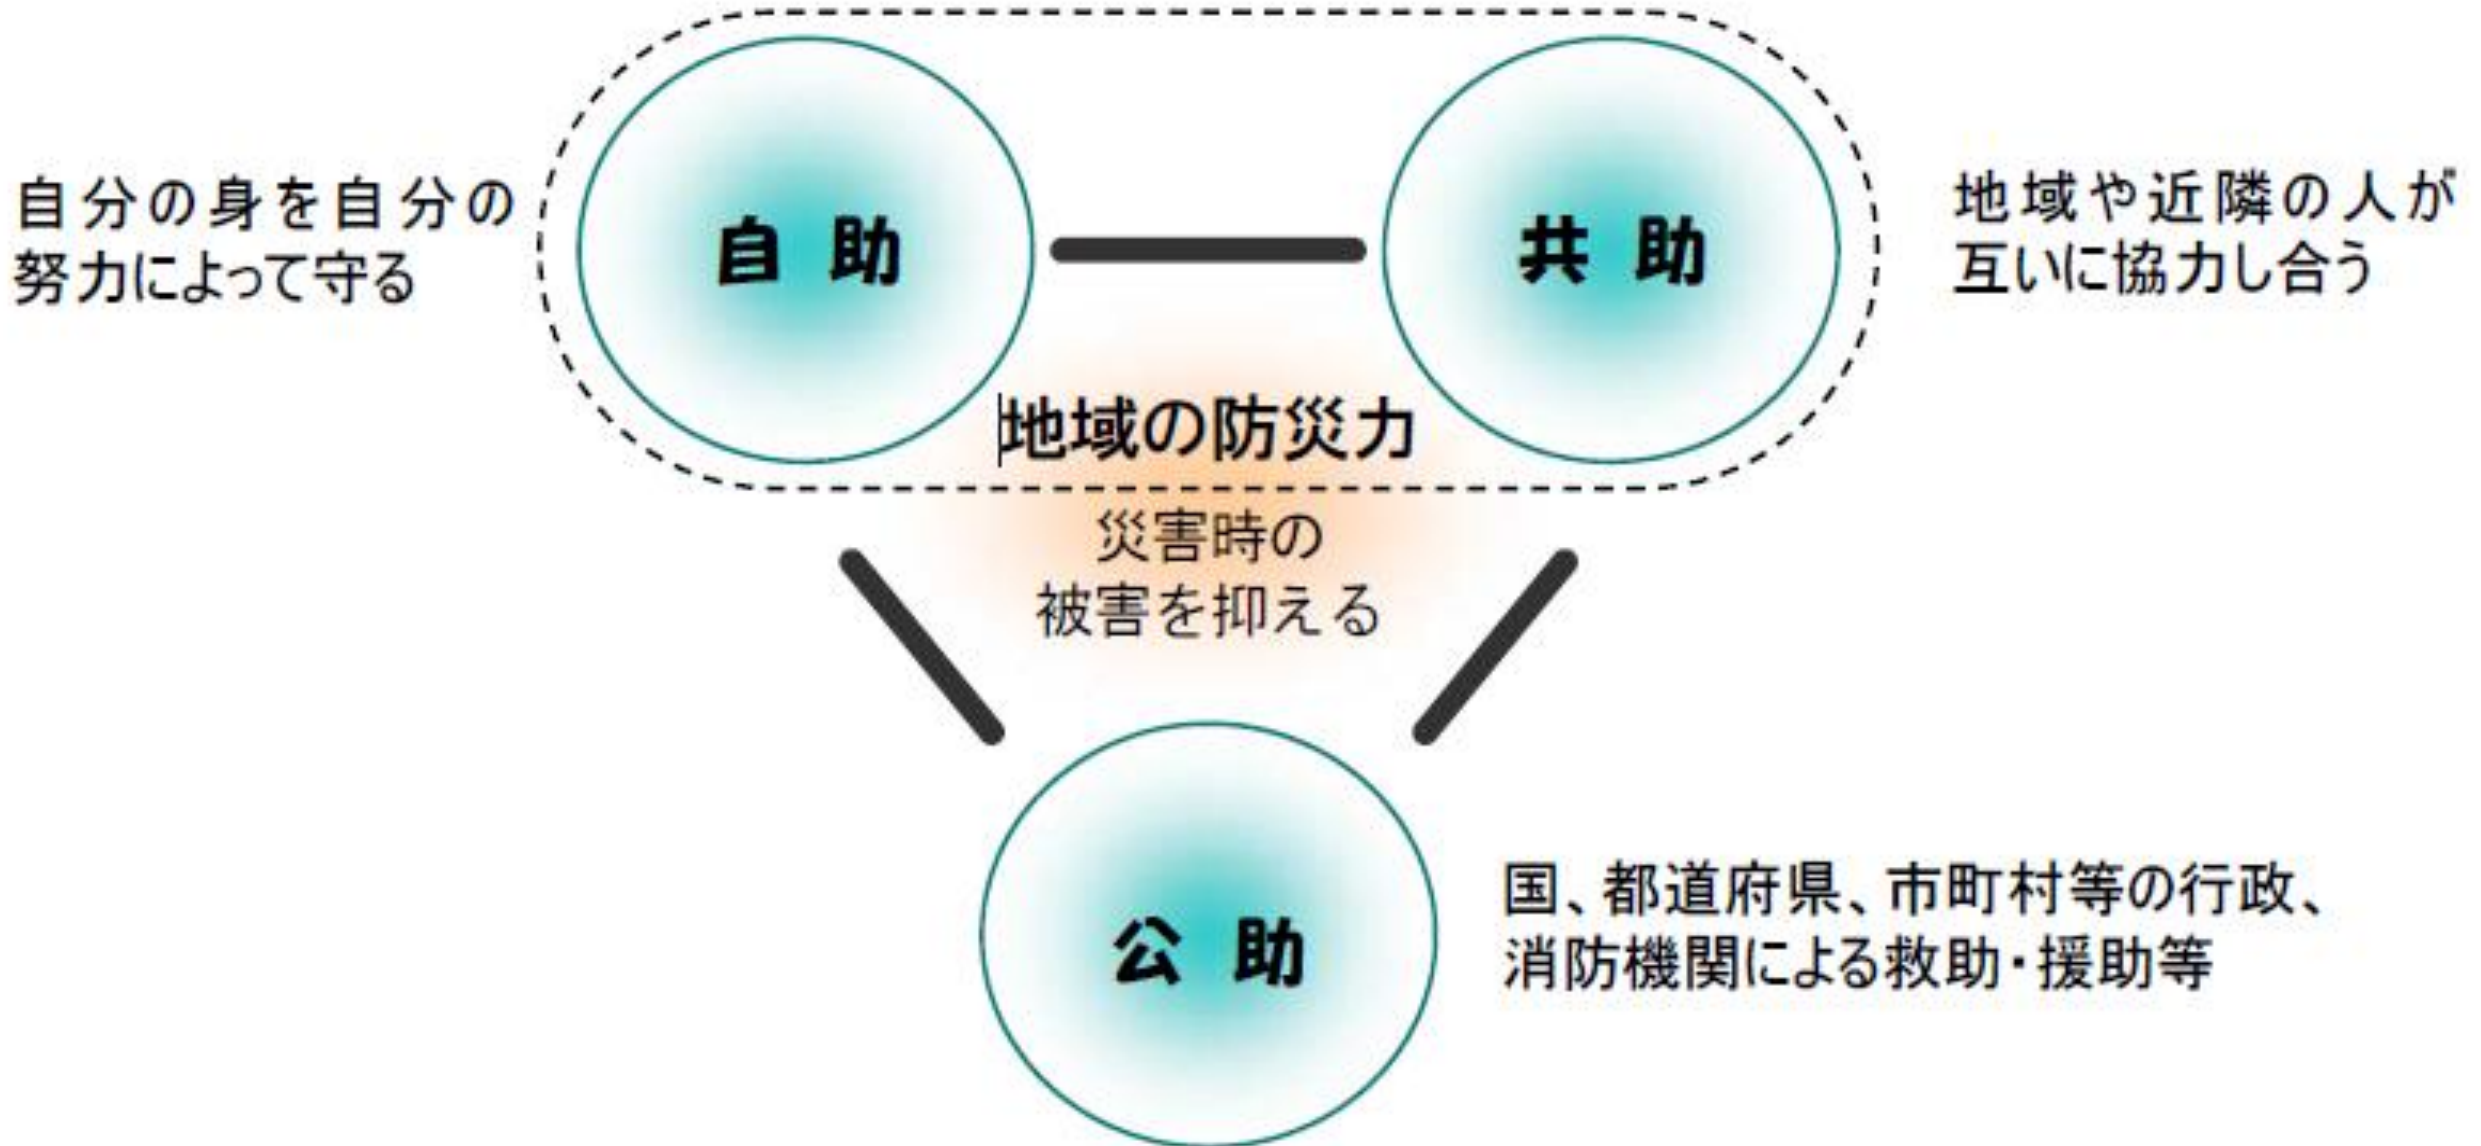 自分の身を自分の
努力によって守る
自助
共助
地域や近隣の人が
互いに協力し合う
地域の防災力
災害時の
被害を抑える
公助
国、都道府県、市町村等の行政、
消防機関による救助・援助等